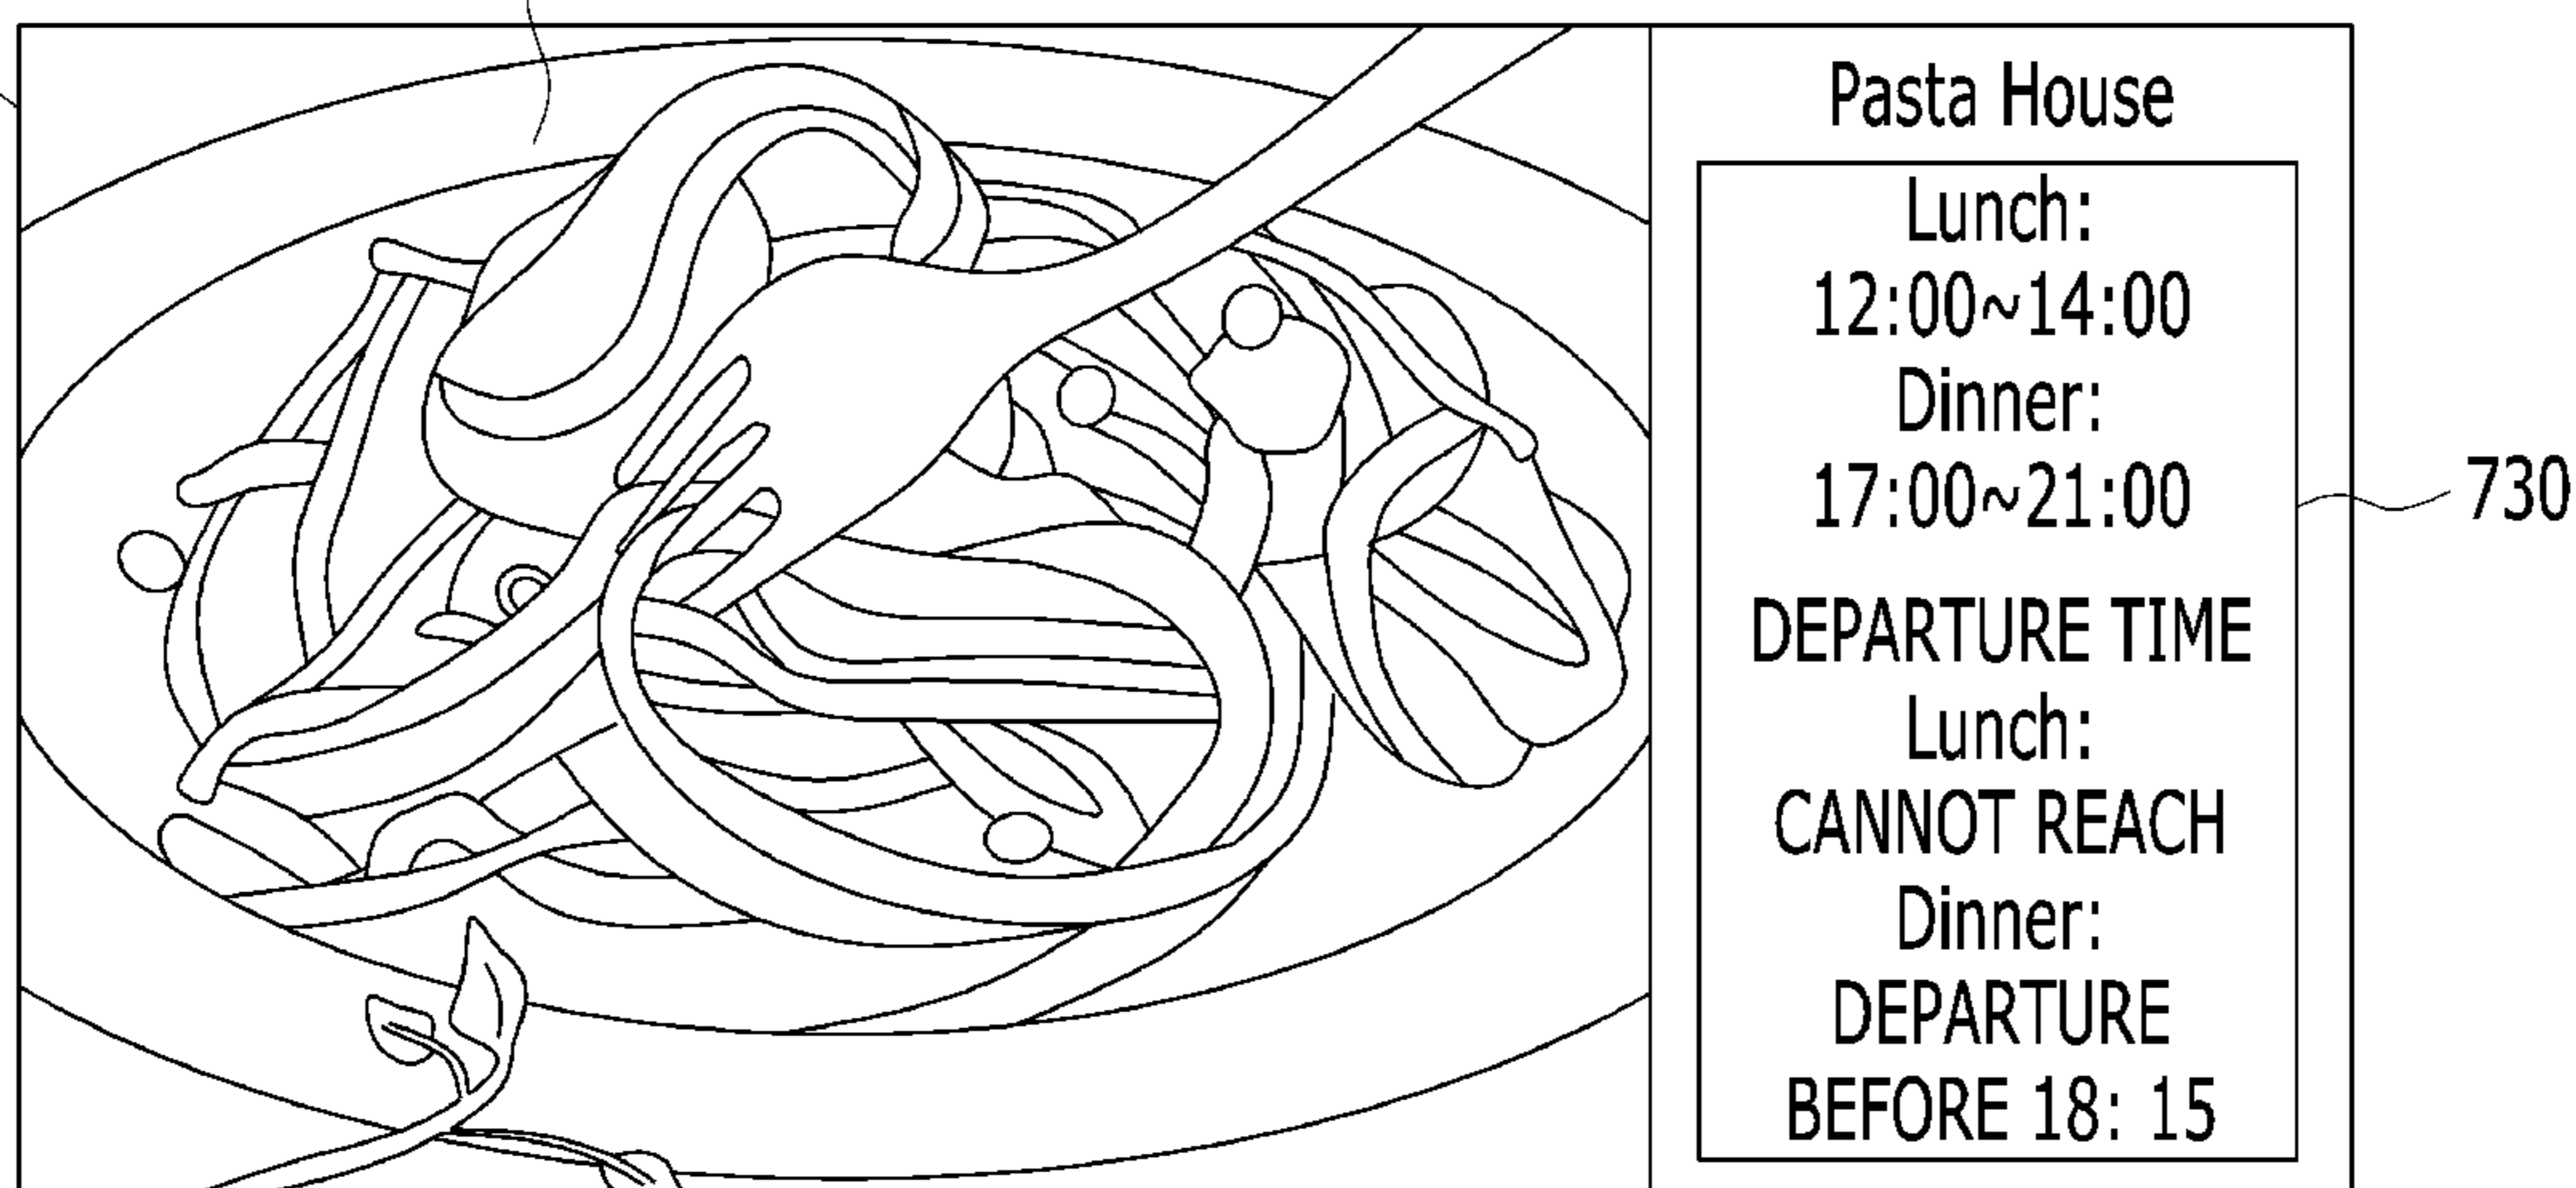 Pasta House
Lunch:
12:00~14:00
Dinner:
17:00~21:00
DEPARTURE TIME
Lunch:
CANNOT REACH
Dinner:
DEPARTURE
BEFORE 18: 15
730